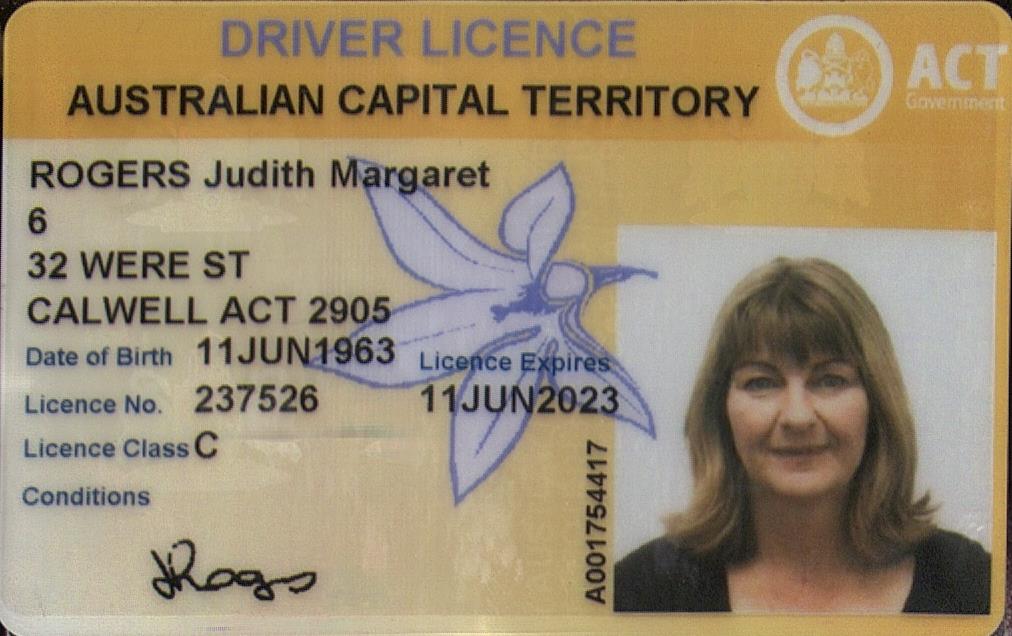 DRIVER LICENCE
AUSTRALIAN CAPITAL TERRITORY
ACT
Government
ROGERS Judith Margaret
6
32 WERE ST
CALWELL ACT 2905
Date of Birth 11JUN1963
Licence Expires
Licence No. 237526
11JUN2023
Licence Class C
Conditions
A001754417
JRogers